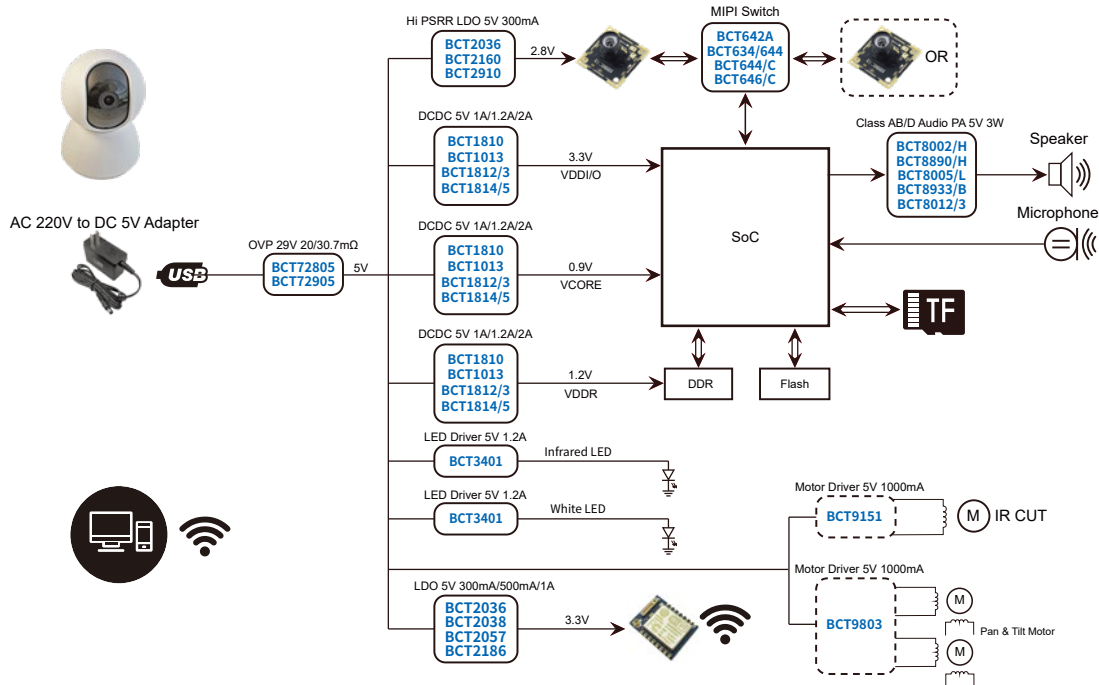 Hi PSRR LDO 5V 300mA
BCT2036
BCT2160
BCT2910
2.8V
MIPI Switch
BCT642A
BCT634/644
BCT644/C
BCT646/C
OR
DCDC 5V 1A/1.2A/2A
BCT1810
BCT1013
BCT1812/3
BCT1814/5
3.3V
VDDI/O
SoC
Class AB/D Audio PA 5V 3W
BCT8002/H
BCT8890/H
BCT8005/L
BCT8933/B
BCT8012/3
Speaker
Microphone
AC 220V to DC 5V Adapter
USB
OVP 29V 20/30.7mΩ
BCT72805
BCT72905
5V
DCDC 5V 1A/1.2A/2A
BCT1810
BCT1013
BCT1812/3
BCT1814/5
0.9V
VCORE
TF
DCDC 5V 1A/1.2A/2A
BCT1810
BCT1013
BCT1812/3
BCT1814/5
1.2V
VDDR
DDR
Flash
LED Driver 5V 1.2A
BCT3401
Infrared LED
LED Driver 5V 1.2A
BCT3401
White LED
Motor Driver 5V 1000mA
BCT9151
M
IR CUT
Motor Driver 5V 1000mA
BCT9803
M
Pan & Tilt Motor
M
LDO 5V 300mA/500mA/1A
BCT2036
BCT2038
BCT2057
BCT2186
3.3V